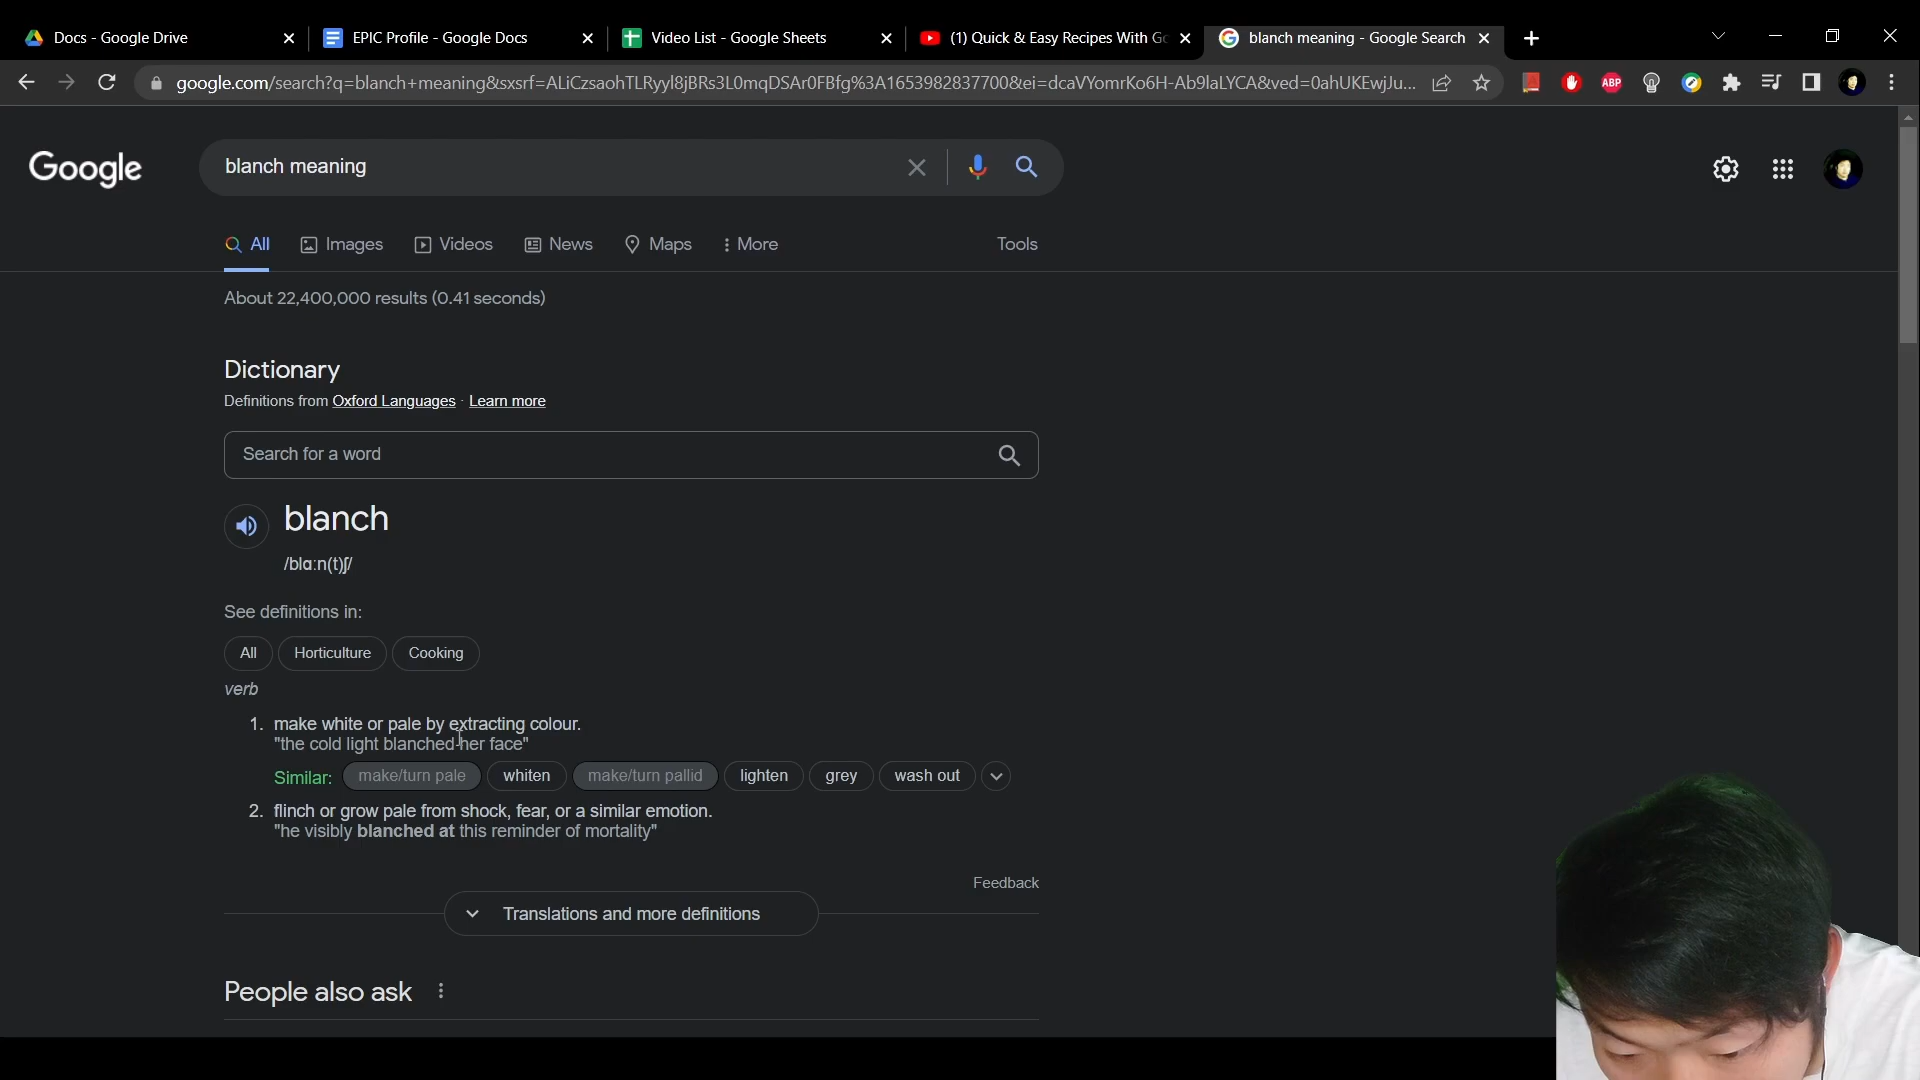 Docs - Google Drive
EPIC Profile - Google Docs
Video List - Google Sheets
(1) Quick & Easy Recipes With Go
blanch meaning - Google Search
google.com/search?q=blanch+meaning&sxsrf=ALiCzsaohTLRyyl8jBRs3L0mqDSAr0FBfg%3A1653982837700&ei=dcaVYomrKo6H-Ab9laLYCA&ved=0ahUKEwjJu...
ABP
Google
blanch meaning
All
Images
Videos
News
Maps
More
Tools
About 22,400,000 results (0.41 seconds)
Dictionary
Definitions from Oxford Languages · Learn more
Search for a word
blanch
/blɑːn(t)ʃ/
See definitions in:
All
Horticulture
Cooking
verb
1. make white or pale by extracting colour.
"the cold light blanched her face"
Similar: make/turn pale whiten make/turn pallid lighten grey wash out
2. flinch or grow pale from shock, fear, or a similar emotion.
"he visibly blanched at this reminder of mortality"
Feedback
Translations and more definitions
People also ask